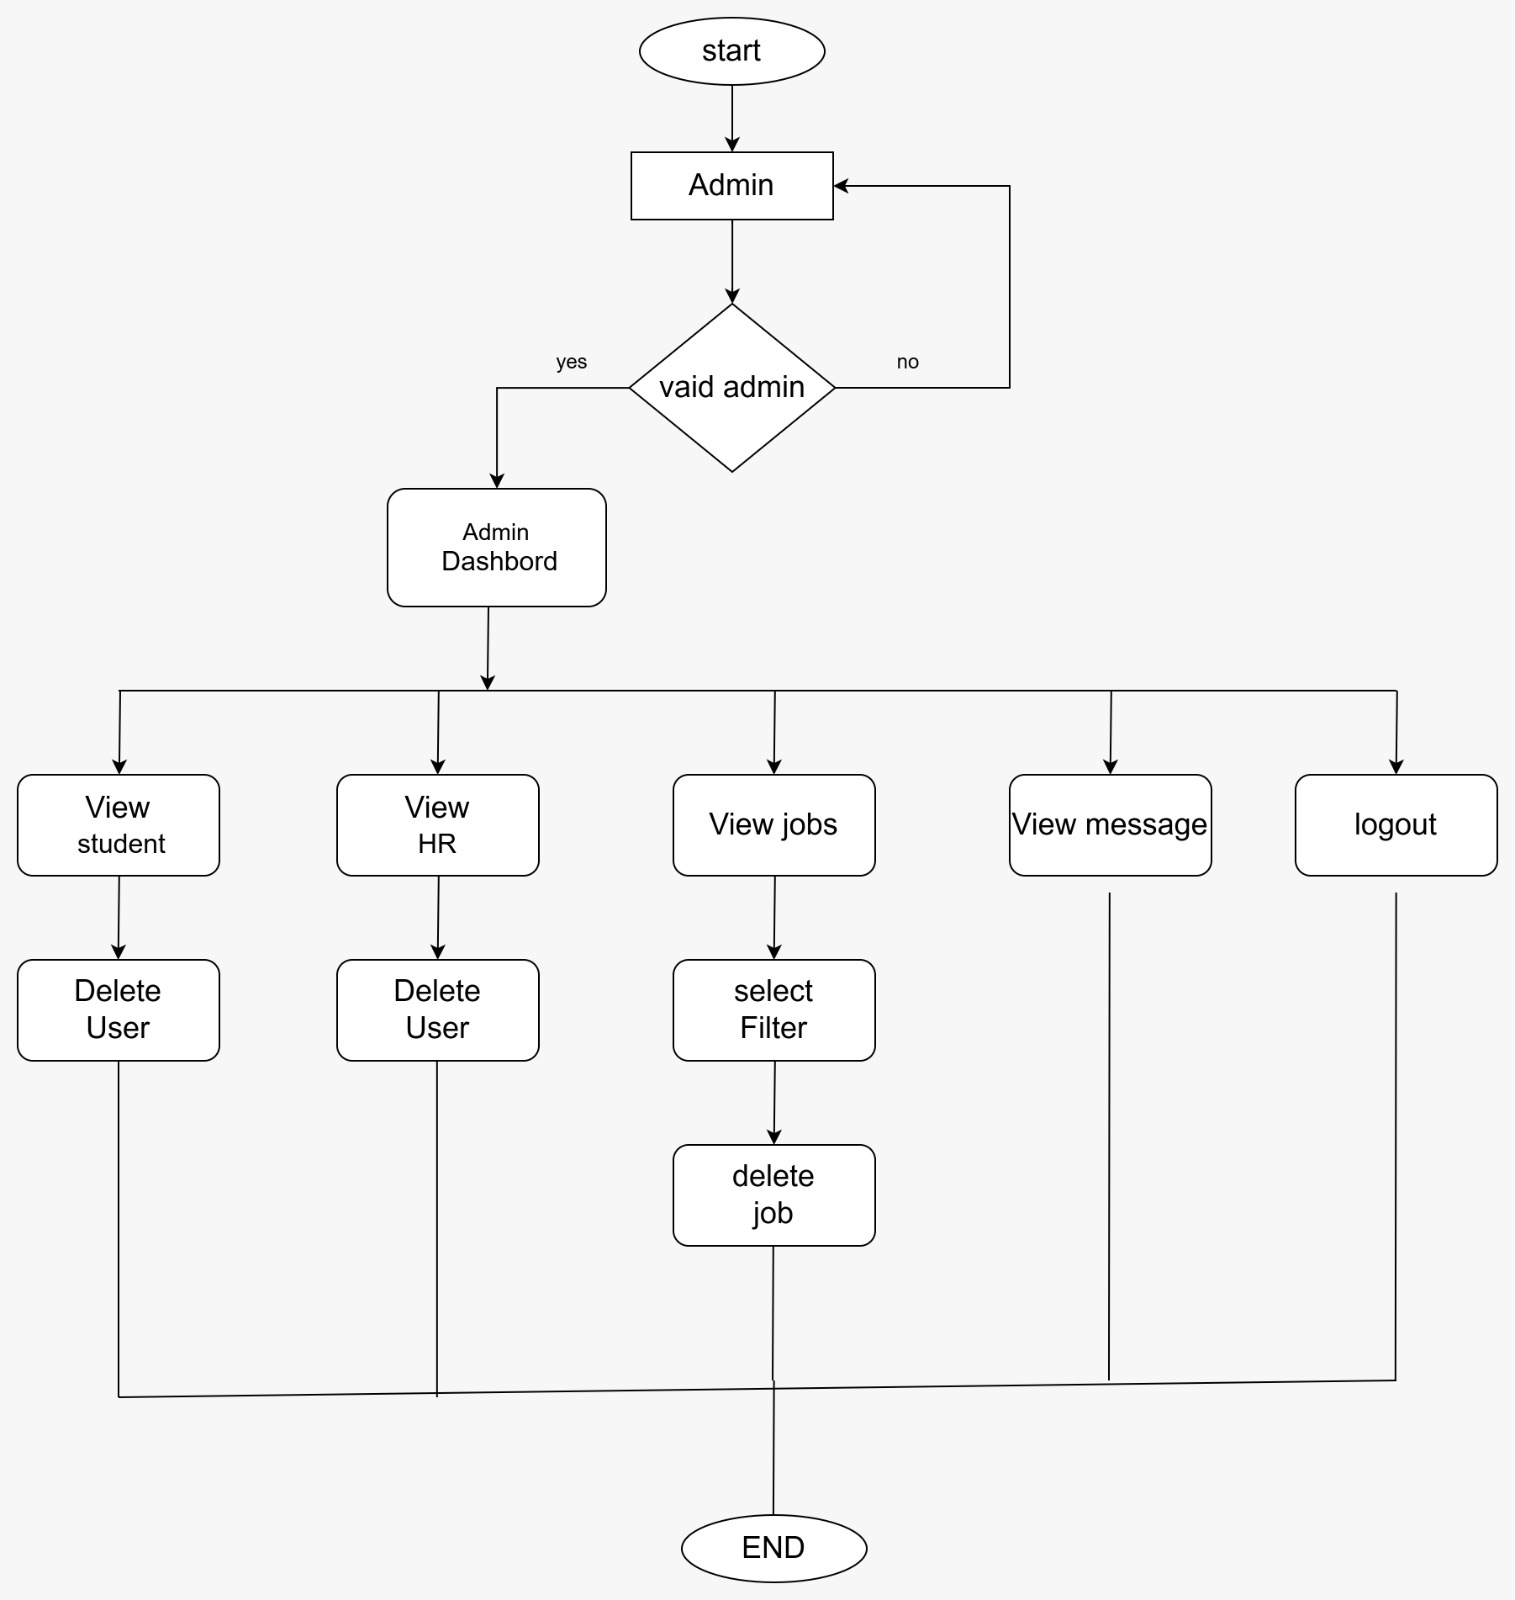 start
Admin
vaid admin
yes
no
Admin
Dashbord
View
student
View
HR
View jobs
View message
logout
Delete
User
Delete
User
select
Filter
delete
job
END